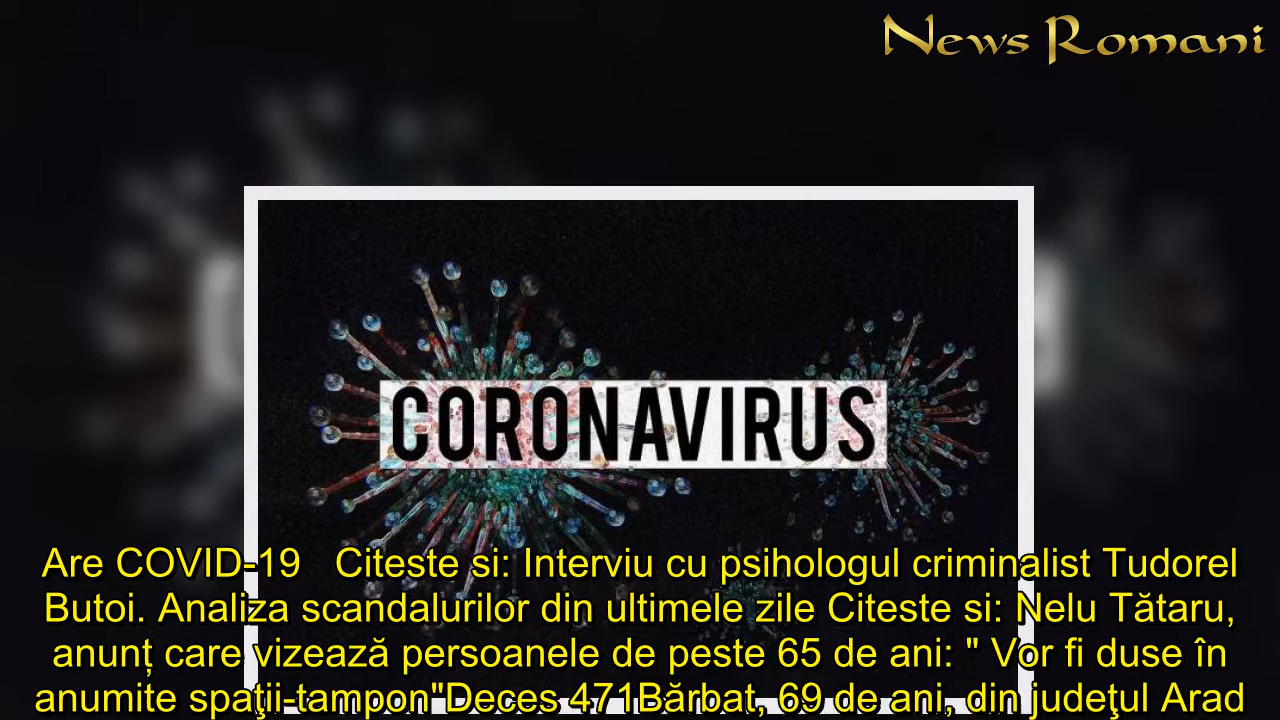 News Romani
CORONAVIRUS
Are COVID-19   Citeste si: Interviu cu psihologul criminalist Tudorel
Butoi. Analiza scandalurilor din ultimele zile Citeste si: Nelu Tătaru,
anunț care vizează persoanele de peste 65 de ani: " Vor fi duse în
anumite spaţii-tampon"Deces 471Bărbat, 69 de ani, din judeţul Arad